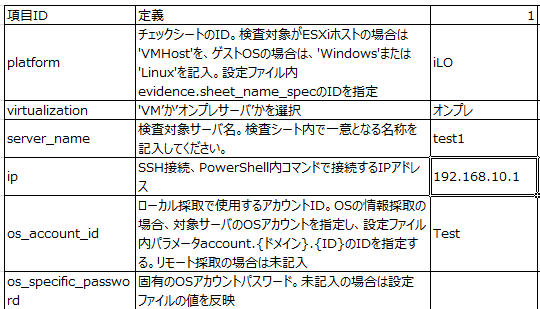 項目ID 定義 1
platform チェックシートのID。検査対象がESXiホストの場合は
'VMHost'を、ゲストOSの場合は、'Windows'または
'Linux'を記入。設定ファイル内
evidence.sheet_name_specのIDを指定 iLO
virtualization 'VM'か'オンプレサーバ'かを選択 オンプレ
server_name 検査対象サーバ名。検査シート内で一意となる名称を
記入してください。 test1
ip SSH接続、PowerShell内コマンドで接続するIPアドレ
ス 192.168.10.1
os_account_id ローカル採取で使用するアカウントID。OSの情報採取の
場合、対象サーバのOSアカウントを指定し、設定ファイル
内パラメータaccount.{ドメイン}.{ID}のIDを指定す
る。リモート採取の場合は未記入 Test
os_specific_passwo
rd 固有のOSアカウントパスワード。未記入の場合は設定
ファイルの値を反映